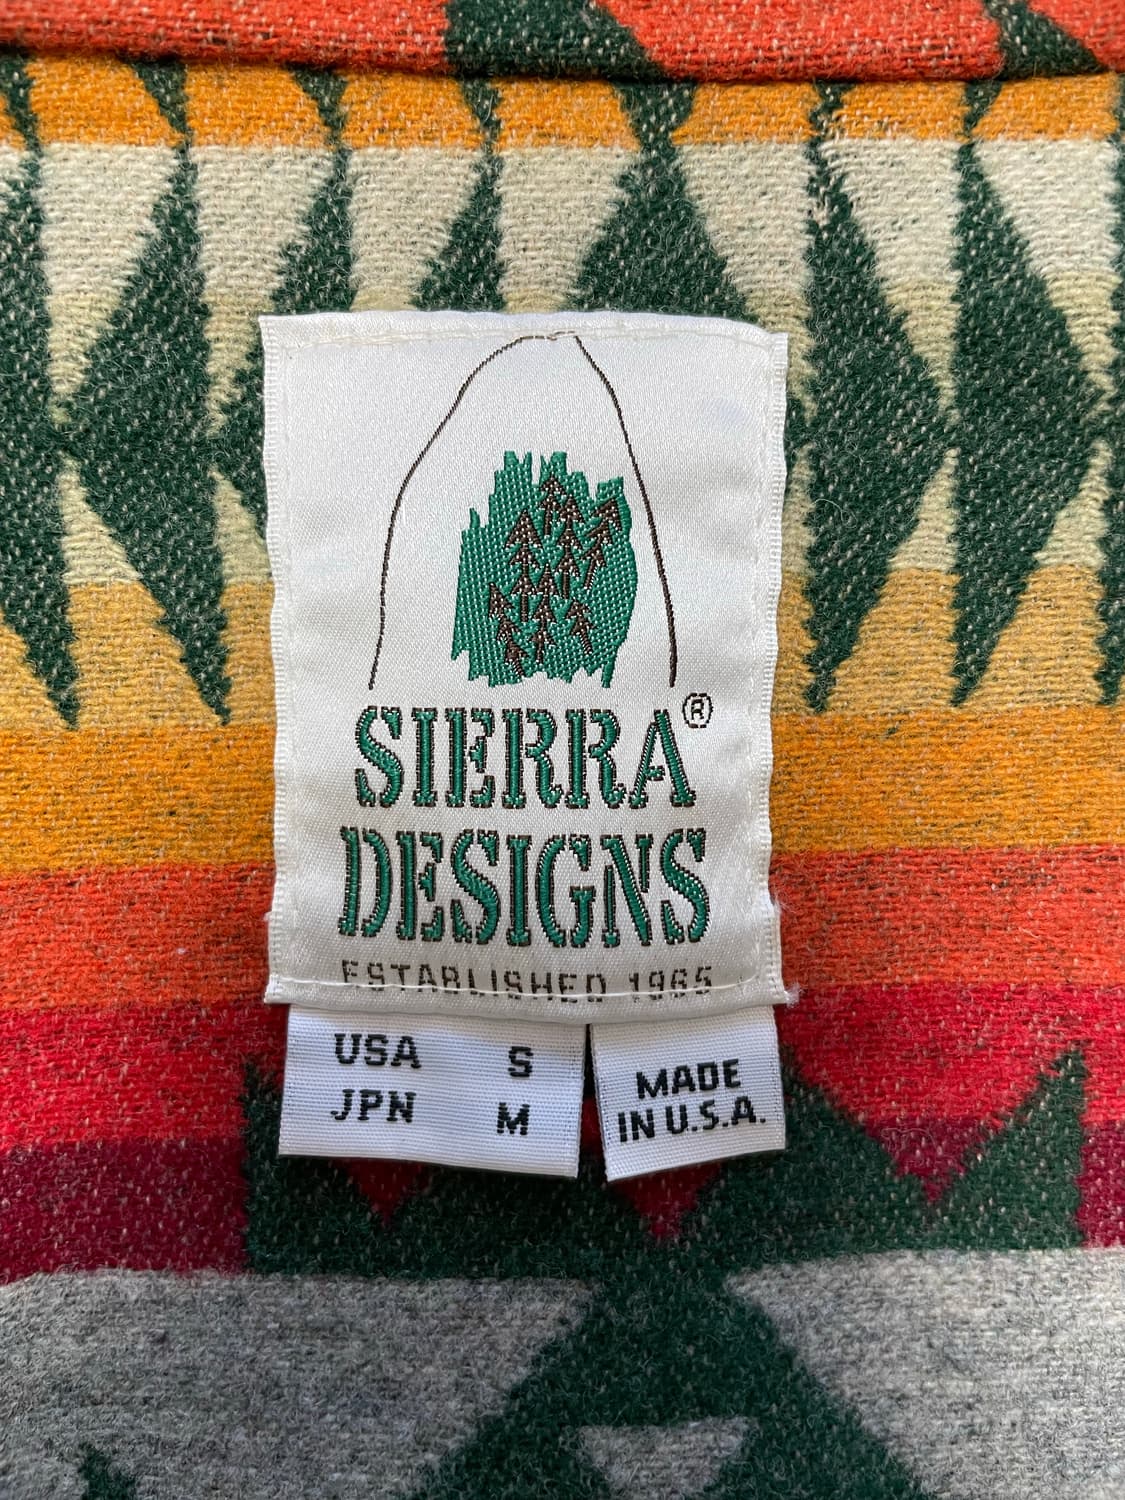 SIERRA®
DESIGNS
ESTABLISHED 1965
USA S
JPN M
MADE
IN U.S.A.